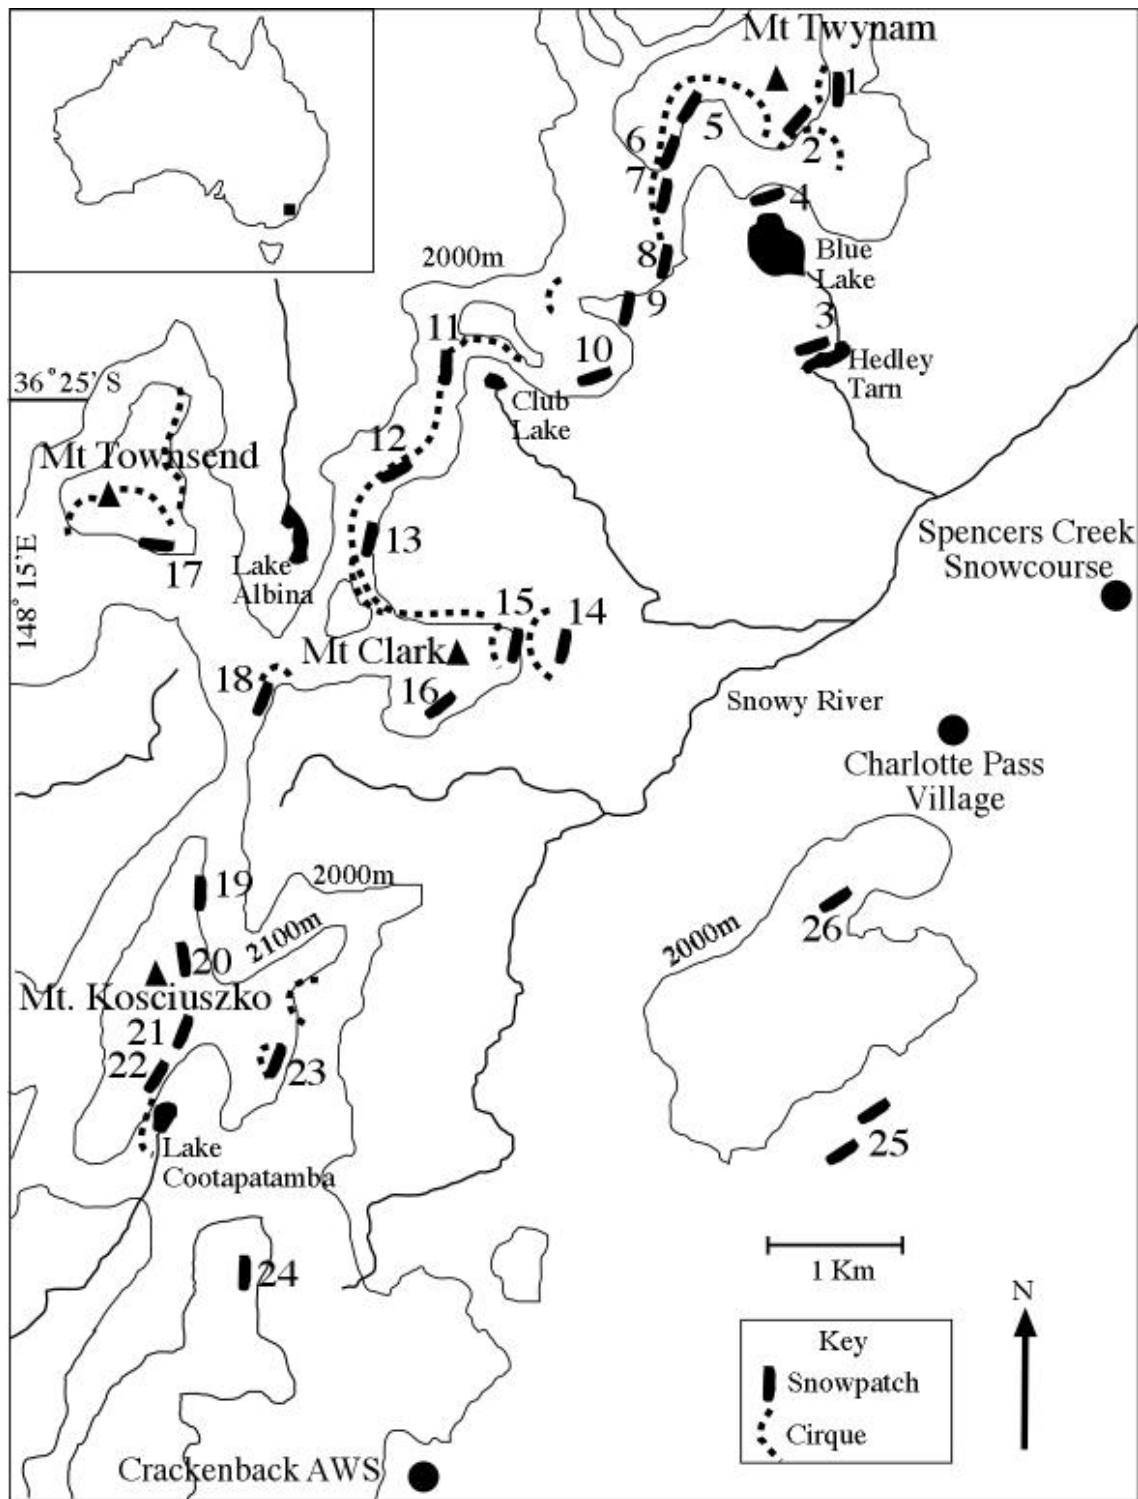 Mt Twynam
1
5
2
6
7
4
2000m
8
Blue
Lake
9
3
11
10
Hedley
Tarn
36°25'S
Club
Lake
12
Mt Townsend
13
Spencers Creek
Snowcourse
17
Lake
Albina
148° 15'E
15
14
Mt Clark
18
16
Snowy River
Charlotte Pass
Village
19
2000m
2100m
26
2000m
20
Mt. Kosciuszko
21
22
23
25
Lake
Cootapatamba
24
1 Km
N
Key
Snowpatch
Cirque
Crackenback AWS